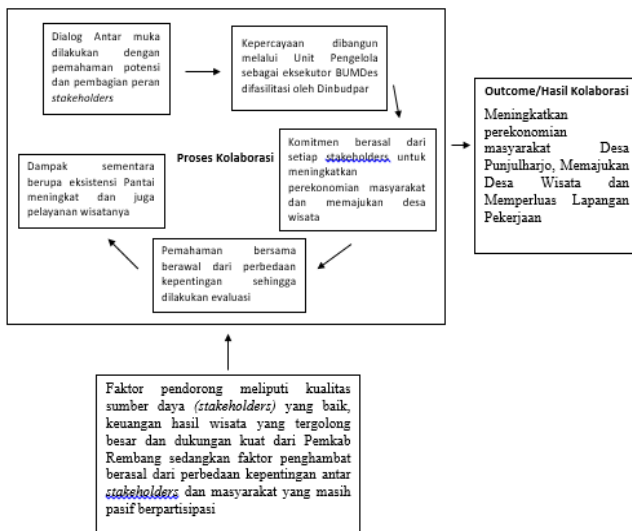 Dialog Antar muka
dilakukan dengan
pemahaman potensi
dan pembagian peran
stakeholders
Kepercayaan dibangun
melalui Unit Pengelola
sebagai eksekutor BUMDes
difasilitasi oleh Dinbudpar
Komitmen berasal dari
setiap stakeholders untuk
meningkatkan
perekonomian masyarakat
dan memajukan desa
wisata
Proses Kolaborasi
Dampak sementara
berupa eksistensi Pantai
meningkat dan juga
pelayanan wisatanya
Pemahaman bersama
berawal dari perbedaan
kepentingan sehingga
dilakukan evaluasi
Outcome/Hasil Kolaborasi
Meningkatkan
perekonomian
masyarakat Desa
Punjulharjo, Memajukan
Desa Wisata dan
Memperluas Lapangan
Pekerjaan
Faktor pendorong meliputi kualitas
sumber daya (stakeholders) yang baik,
keuangan hasil wisata yang tergolong
besar dan dukungan kuat dari Pemkab
Rembang sedangkan faktor penghambat
berasal dari perbedaan kepentingan antar
stakeholders dan masyarakat yang masih
pasif berpartisipasi